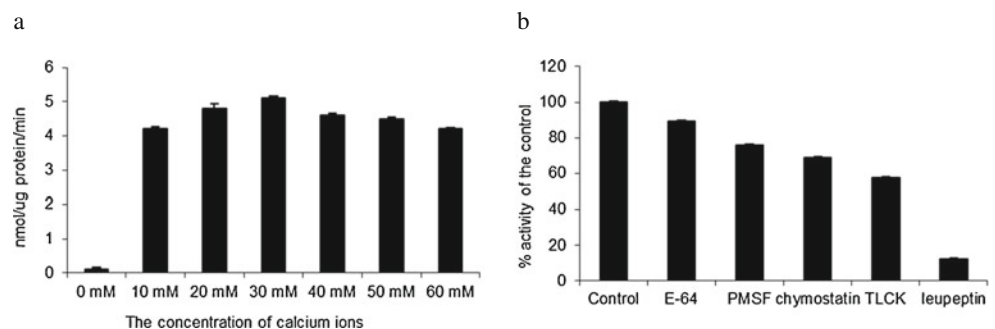 a
6
5
4
3
2
1
0
nmol/ug protein/min
0 mM 10 mM 20 mM 30 mM 40 mM 50 mM 60 mM
The concentration of calcium ions
b
120
100
80
60
40
20
0
% activity of the control
Control E-64 PMSF chymostatin TLCK leupeptin